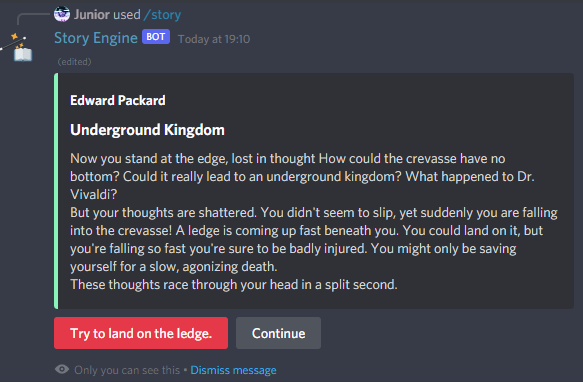 Junior used /story
Story Engine BOT Today at 19:10
(edited)
Edward Packard
Underground Kingdom
Now you stand at the edge, lost in thought How could the crevasse have no
bottom? Could it really lead to an underground kingdom? What happened to Dr.
Vivaldi?
But your thoughts are shattered. You didn't seem to slip, yet suddenly you are falling
into the crevasse! A ledge is coming up fast beneath you. You could land on it, but
you're falling so fast you're sure to be badly injured. You might only be saving
yourself for a slow, agonizing death.
These thoughts race through your head in a split second.
Try to land on the ledge. Continue
Only you can see this • Dismiss message